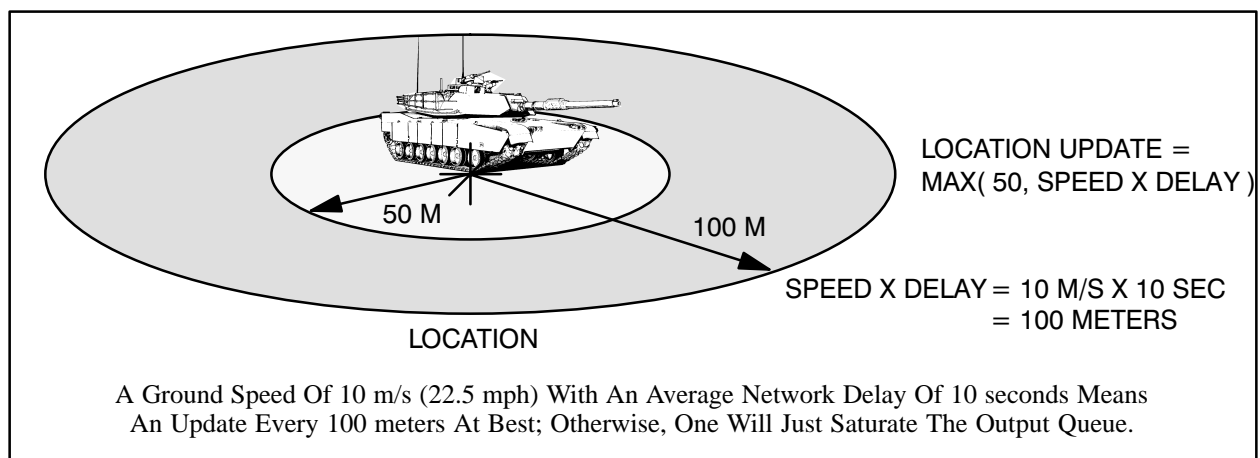 LOCATION UPDATE =
MAX( 50, SPEED X DELAY )
50 M
100 M
SPEED X DELAY = 10 M/S X 10 SEC
= 100 METERS
LOCATION
A Ground Speed Of 10 m/s (22.5 mph) With An Average Network Delay Of 10 seconds Means
An Update Every 100 meters At Best; Otherwise, One Will Just Saturate The Output Queue.